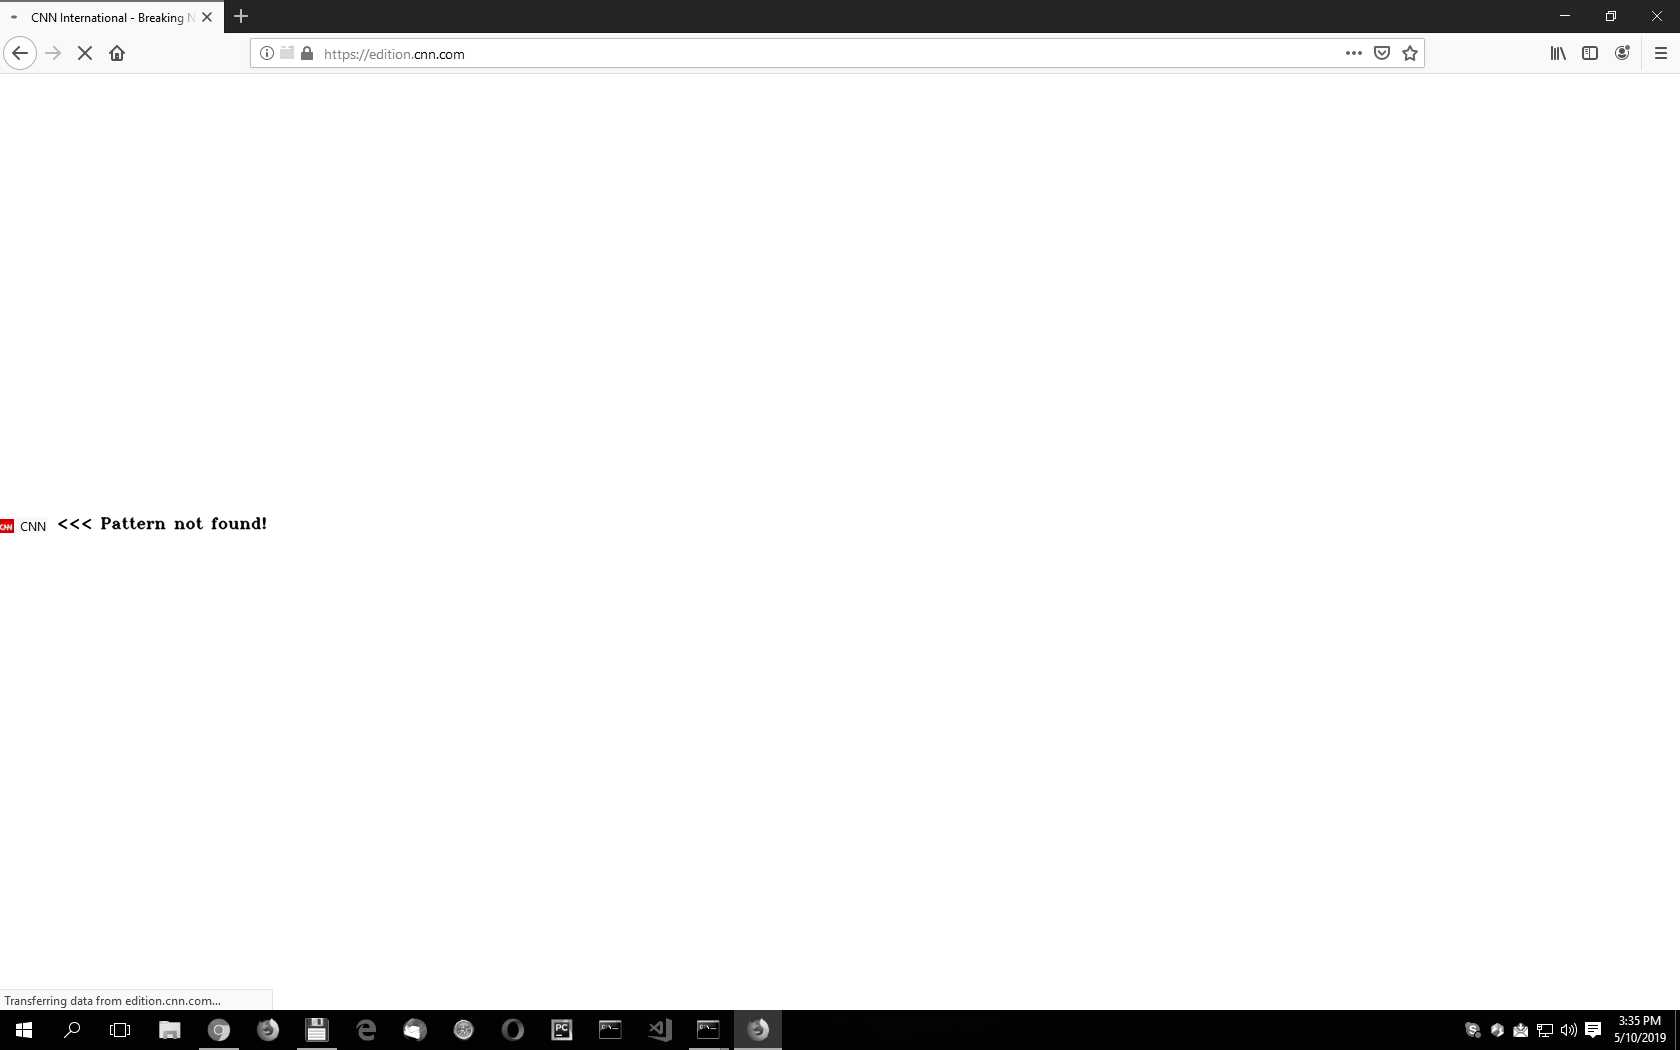 CNN International - Breaking N
https://edition.cnn.com
CNN CNN <<< Pattern not found!
Transferring data from edition.cnn.com...
PC
3:35 PM
5/10/2019